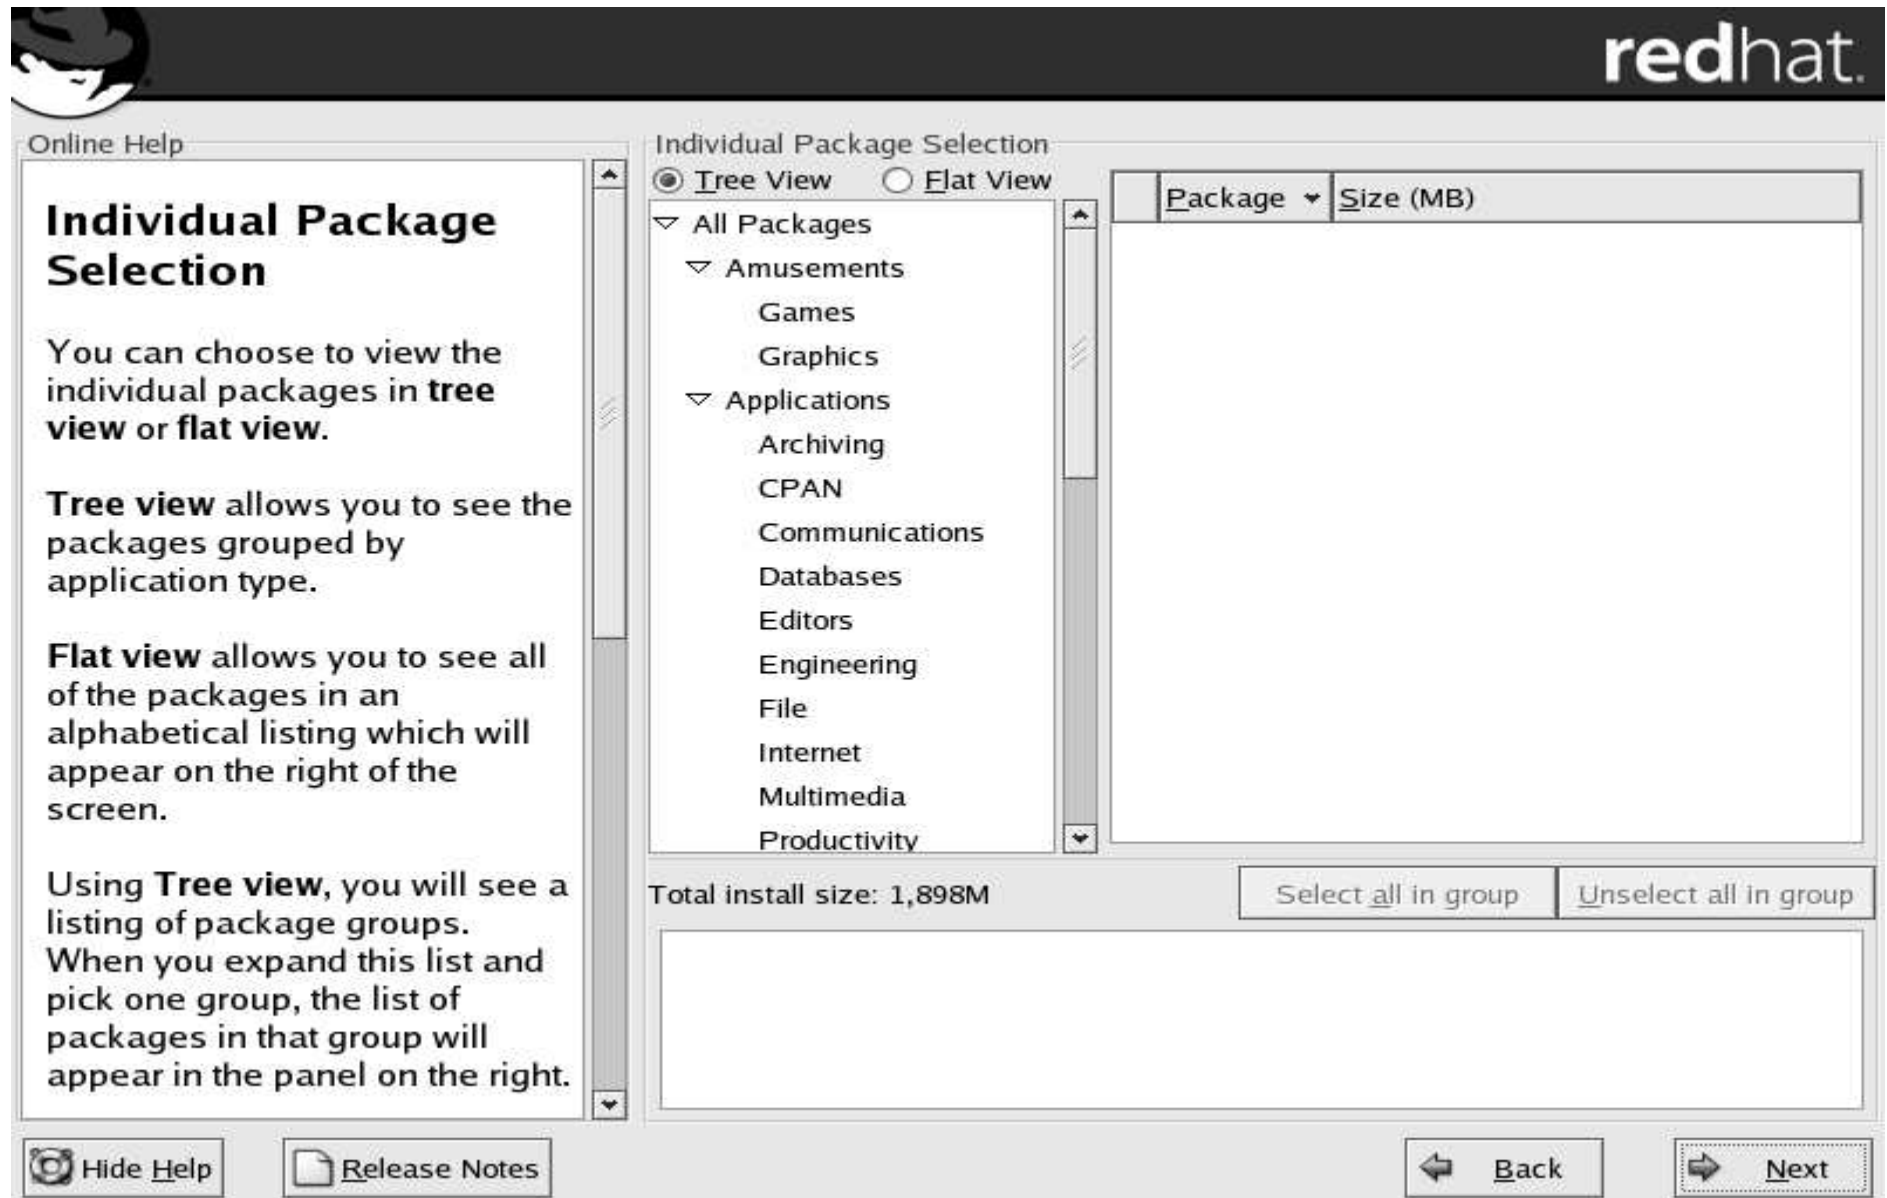 redhat.
Online Help
Individual Package
Selection
You can choose to view the
individual packages in tree
view or flat view.
Tree view allows you to see the
packages grouped by
application type.
Flat view allows you to see all
of the packages in an
alphabetical listing which will
appear on the right of the
screen.
Using Tree view, you will see a
listing of package groups.
When you expand this list and
pick one group, the list of
packages in that group will
appear in the panel on the right.
Individual Package Selection
Tree View Flat View
All Packages
Amusements
Games
Graphics
Applications
Archiving
CPAN
Communications
Databases
Editors
Engineering
File
Internet
Multimedia
Productivity
Package Size (MB)
Total install size: 1,898M
Select all in group Unselect all in group
Hide Help Release Notes Back Next